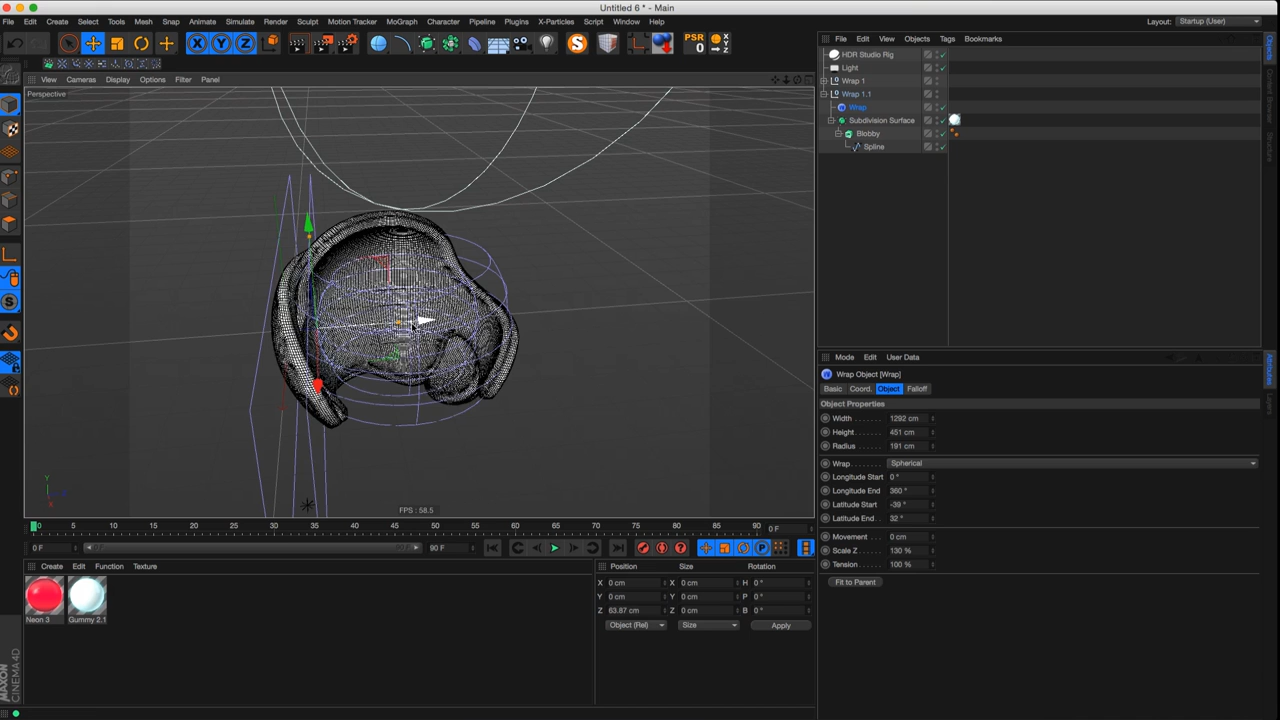 Untitled 6 * - Main
File Edit Create Select Tools Mesh Snap Animate Simulate Render Sculpt Motion Tracker MoGraph Character Pipeline Plugins X-Particles Script Window Help
Layout: Startup (User)
X Y Z S PSR 0
File Edit View Objects Tags Bookmarks
View Cameras Display Options Filter Panel
Perspective
HDR Studio Rig
Light
Wrap 1
Wrap 1.1
Wrap
Subdivision Surface
Blobby
Spline
Objects
Content Browser
Structure
Mode Edit User Data
Wrap Object [Wrap]
Basic Coord. Object Falloff
Object Properties
Width 1292 cm
Height 451 cm
Radius 191 cm
Wrap Spherical
Longitude Start 0 °
Longitude End 360 °
Latitude Start -39 °
Latitude End 32 °
Movement 0 cm
Scale Z 130 %
Tension 100 %
Fit to Parent
Attributes
Layers
Y
X
FPS : 58.5
0 5 10 15 20 25 30 35 40 45 50 55 60 65 70 75 80 85 90 0 F
0 F 90 F
Create Edit Function Texture
Neon 3 Gummy 2.1
Position Size Rotation
X 0 cm X 0 cm H 0 °
Y 0 cm Y 0 cm P 0 °
Z 63.87 cm Z 0 cm B 0 °
Object (Rel) Size Apply
MAXON
CINEMA 4D